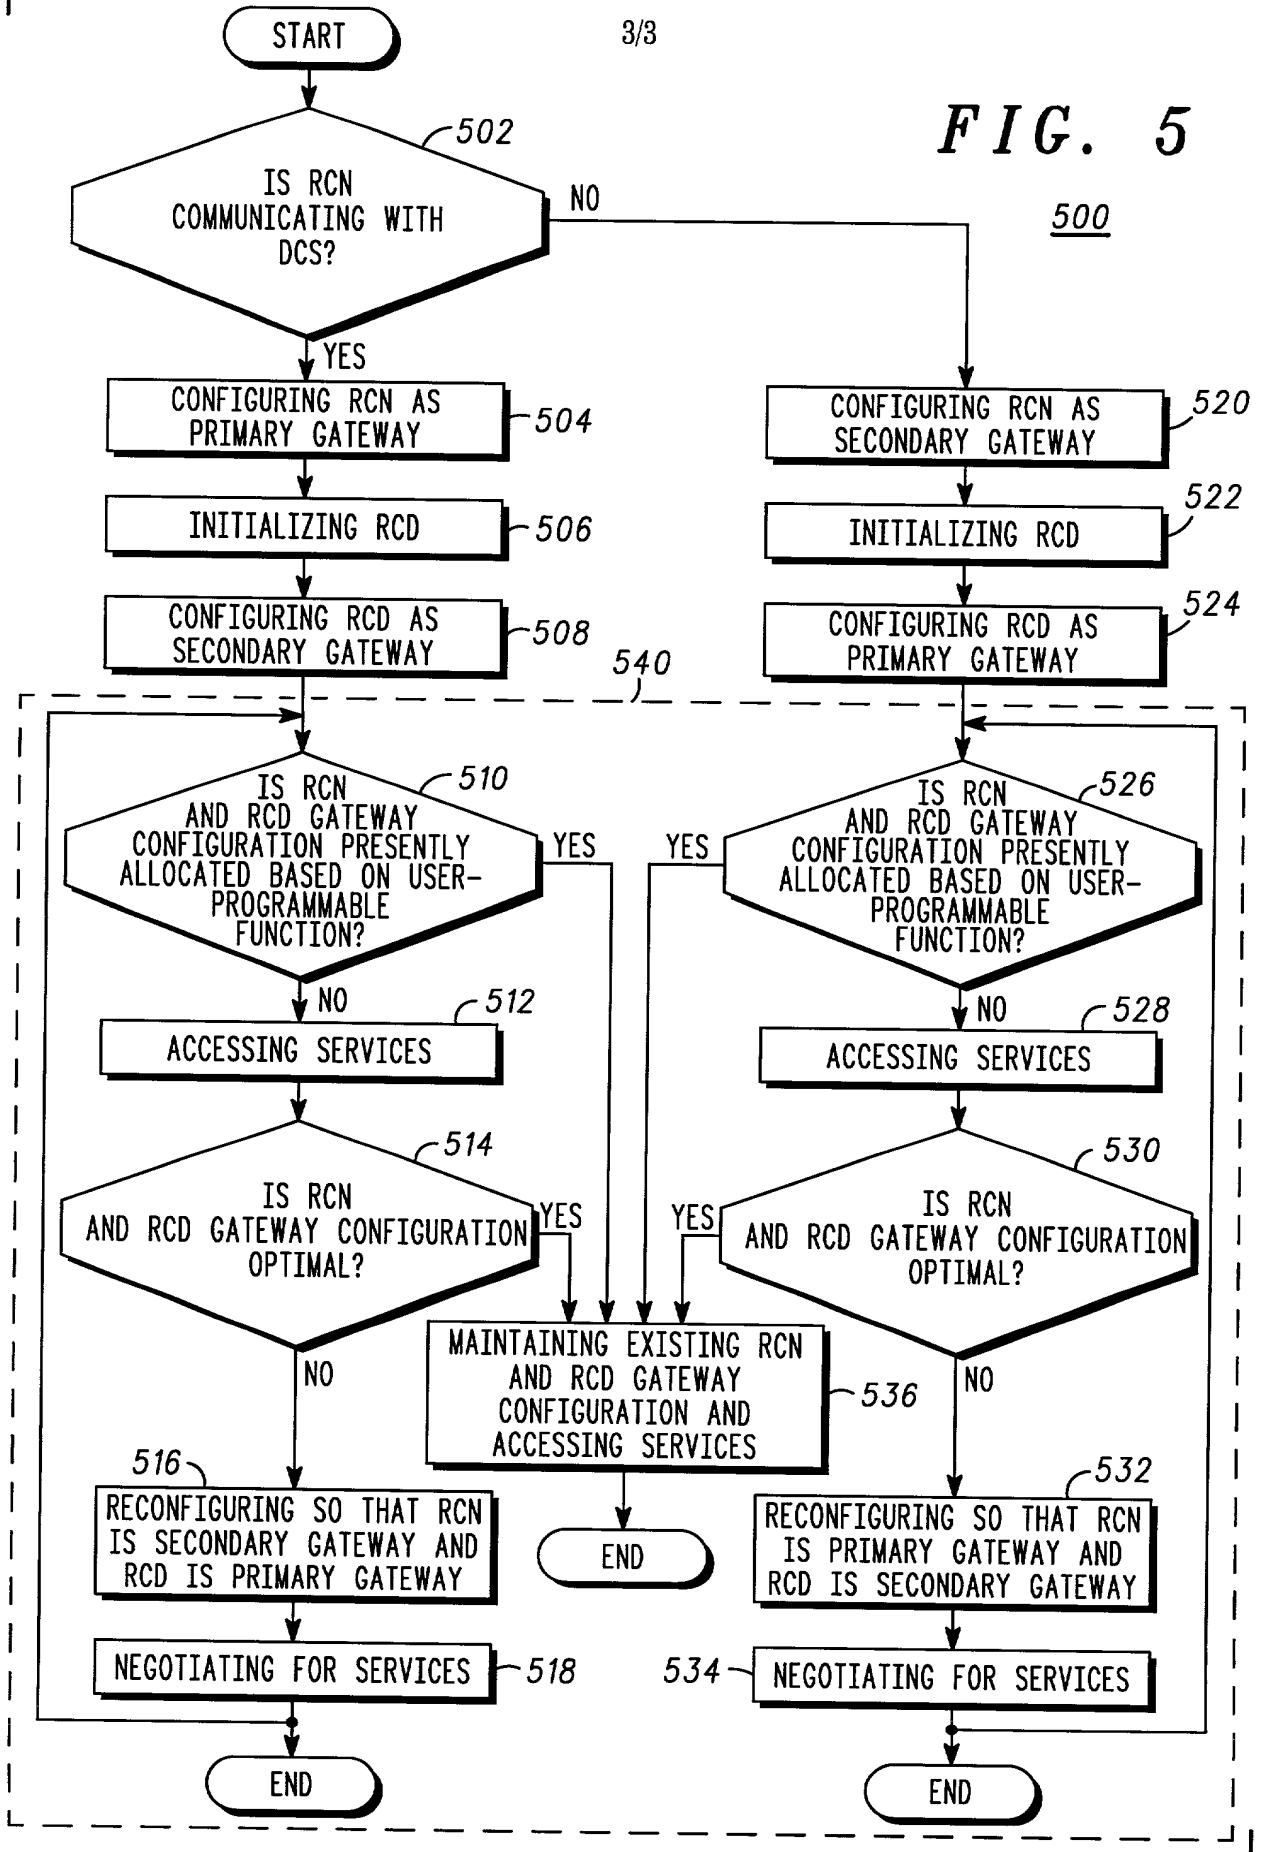 START
3/3
FIG. 5
500
502
IS RCN
COMMUNICATING WITH
DCS?
NO
YES
CONFIGURING RCN AS
PRIMARY GATEWAY
504
INITIALIZING RCD
506
CONFIGURING RCD AS
SECONDARY GATEWAY
508
CONFIGURING RCN AS
SECONDARY GATEWAY
520
INITIALIZING RCD
522
CONFIGURING RCD AS
PRIMARY GATEWAY
524
540
IS RCN
AND RCD GATEWAY
CONFIGURATION PRESENTLY
ALLOCATED BASED ON USER-
PROGRAMMABLE
FUNCTION?
510
YES
NO
ACCESSING SERVICES
512
IS RCN
AND RCD GATEWAY CONFIGURATION
OPTIMAL?
514
YES
NO
IS RCN
AND RCD GATEWAY
CONFIGURATION PRESENTLY
ALLOCATED BASED ON USER-
PROGRAMMABLE
FUNCTION?
526
YES
NO
ACCESSING SERVICES
528
IS RCN
AND RCD GATEWAY CONFIGURATION
OPTIMAL?
530
YES
NO
MAINTAINING EXISTING RCN
AND RCD GATEWAY
CONFIGURATION AND
ACCESSING SERVICES
536
END
516
RECONFIGURING SO THAT RCN
IS SECONDARY GATEWAY AND
RCD IS PRIMARY GATEWAY
NEGOTIATING FOR SERVICES
518
END
532
RECONFIGURING SO THAT RCN
IS PRIMARY GATEWAY AND
RCD IS SECONDARY GATEWAY
534
NEGOTIATING FOR SERVICES
END